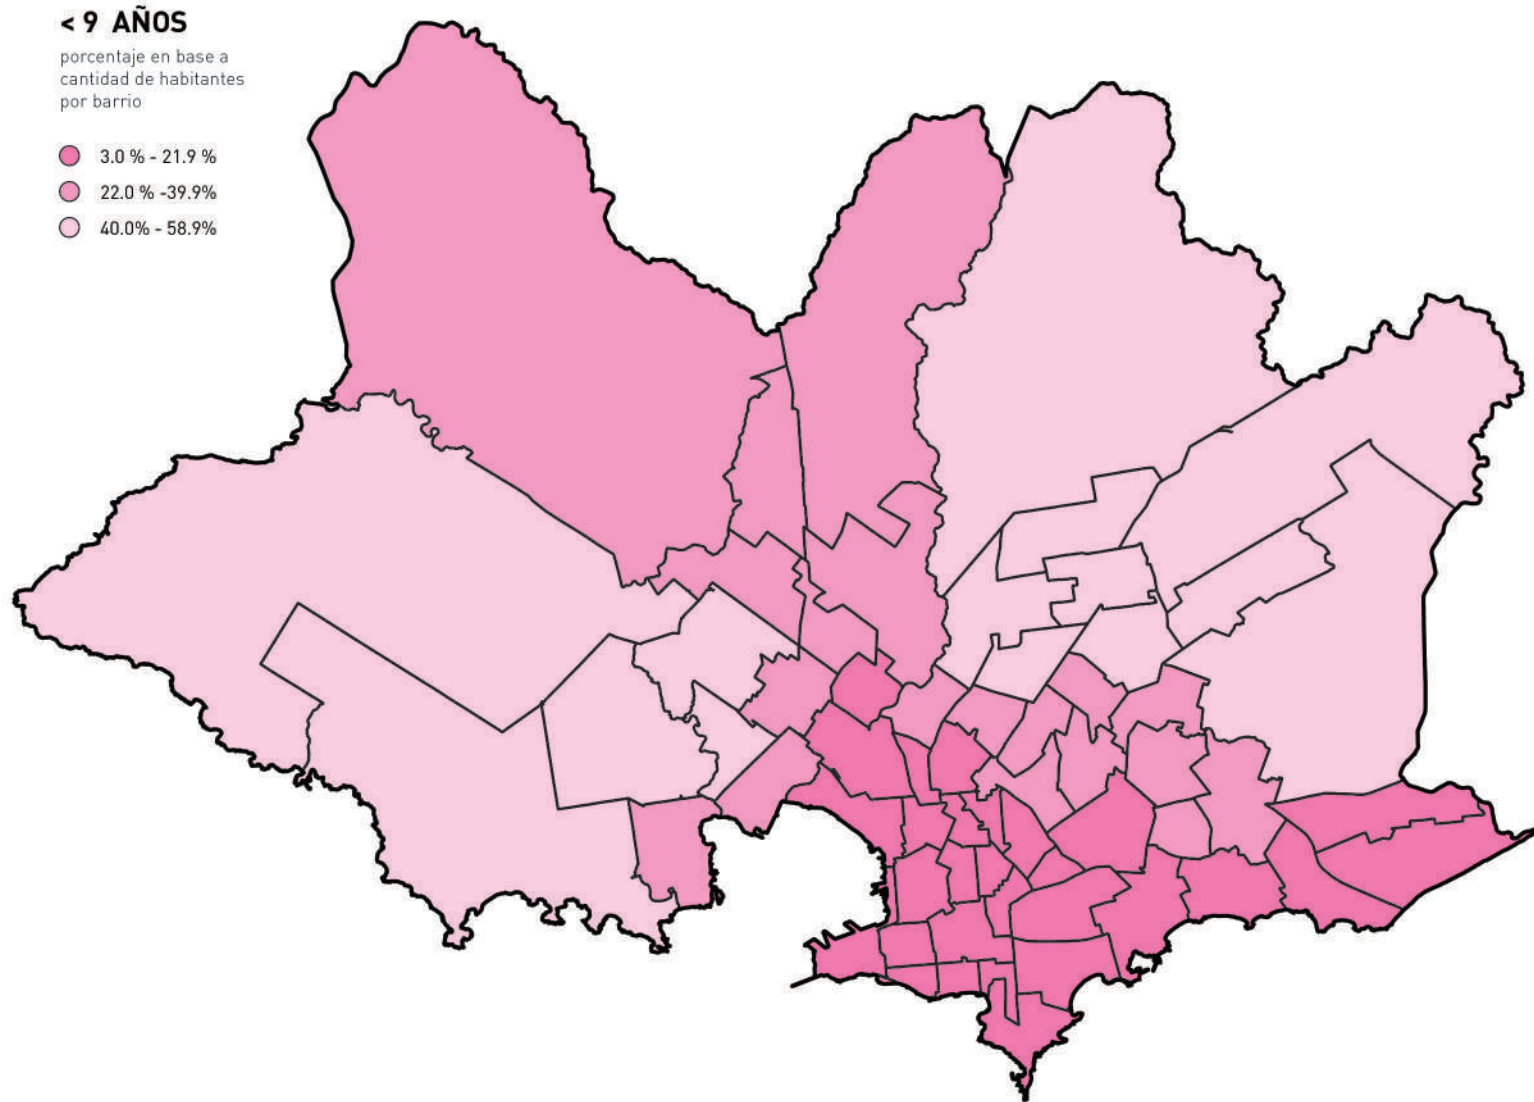 < 9 AÑOS
porcentaje en base a
cantidad de habitantes
por barrio
3.0 % - 21.9 %
22.0 % -39.9%
40.0% - 58.9%